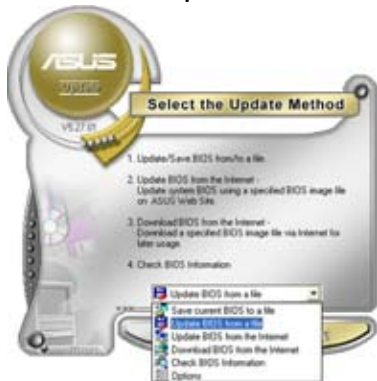 ASUS
Update
Select the Update Method
1. Update/Save BIOS from/to a file.
2. Update BIOS from the Internet -
Update system BIOS using a specified BIOS image file
on ASUS Web Site.
3. Download BIOS from the Internet -
Download a specified BIOS image file via Internet for
later usage.
4. Check BIOS Information
Update BIOS from a file
Save current BIOS to a file
Update BIOS from a file
Update BIOS from the Internet
Download BIOS from the Internet
Check BIOS Information
Options